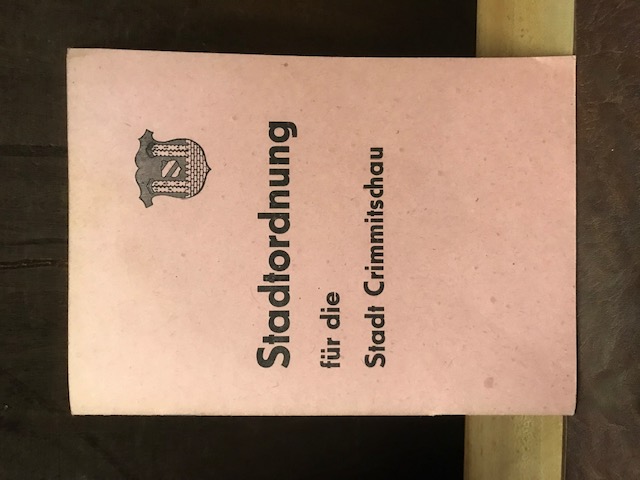 Stadtordnung
für die
Stadt Crimmitschau